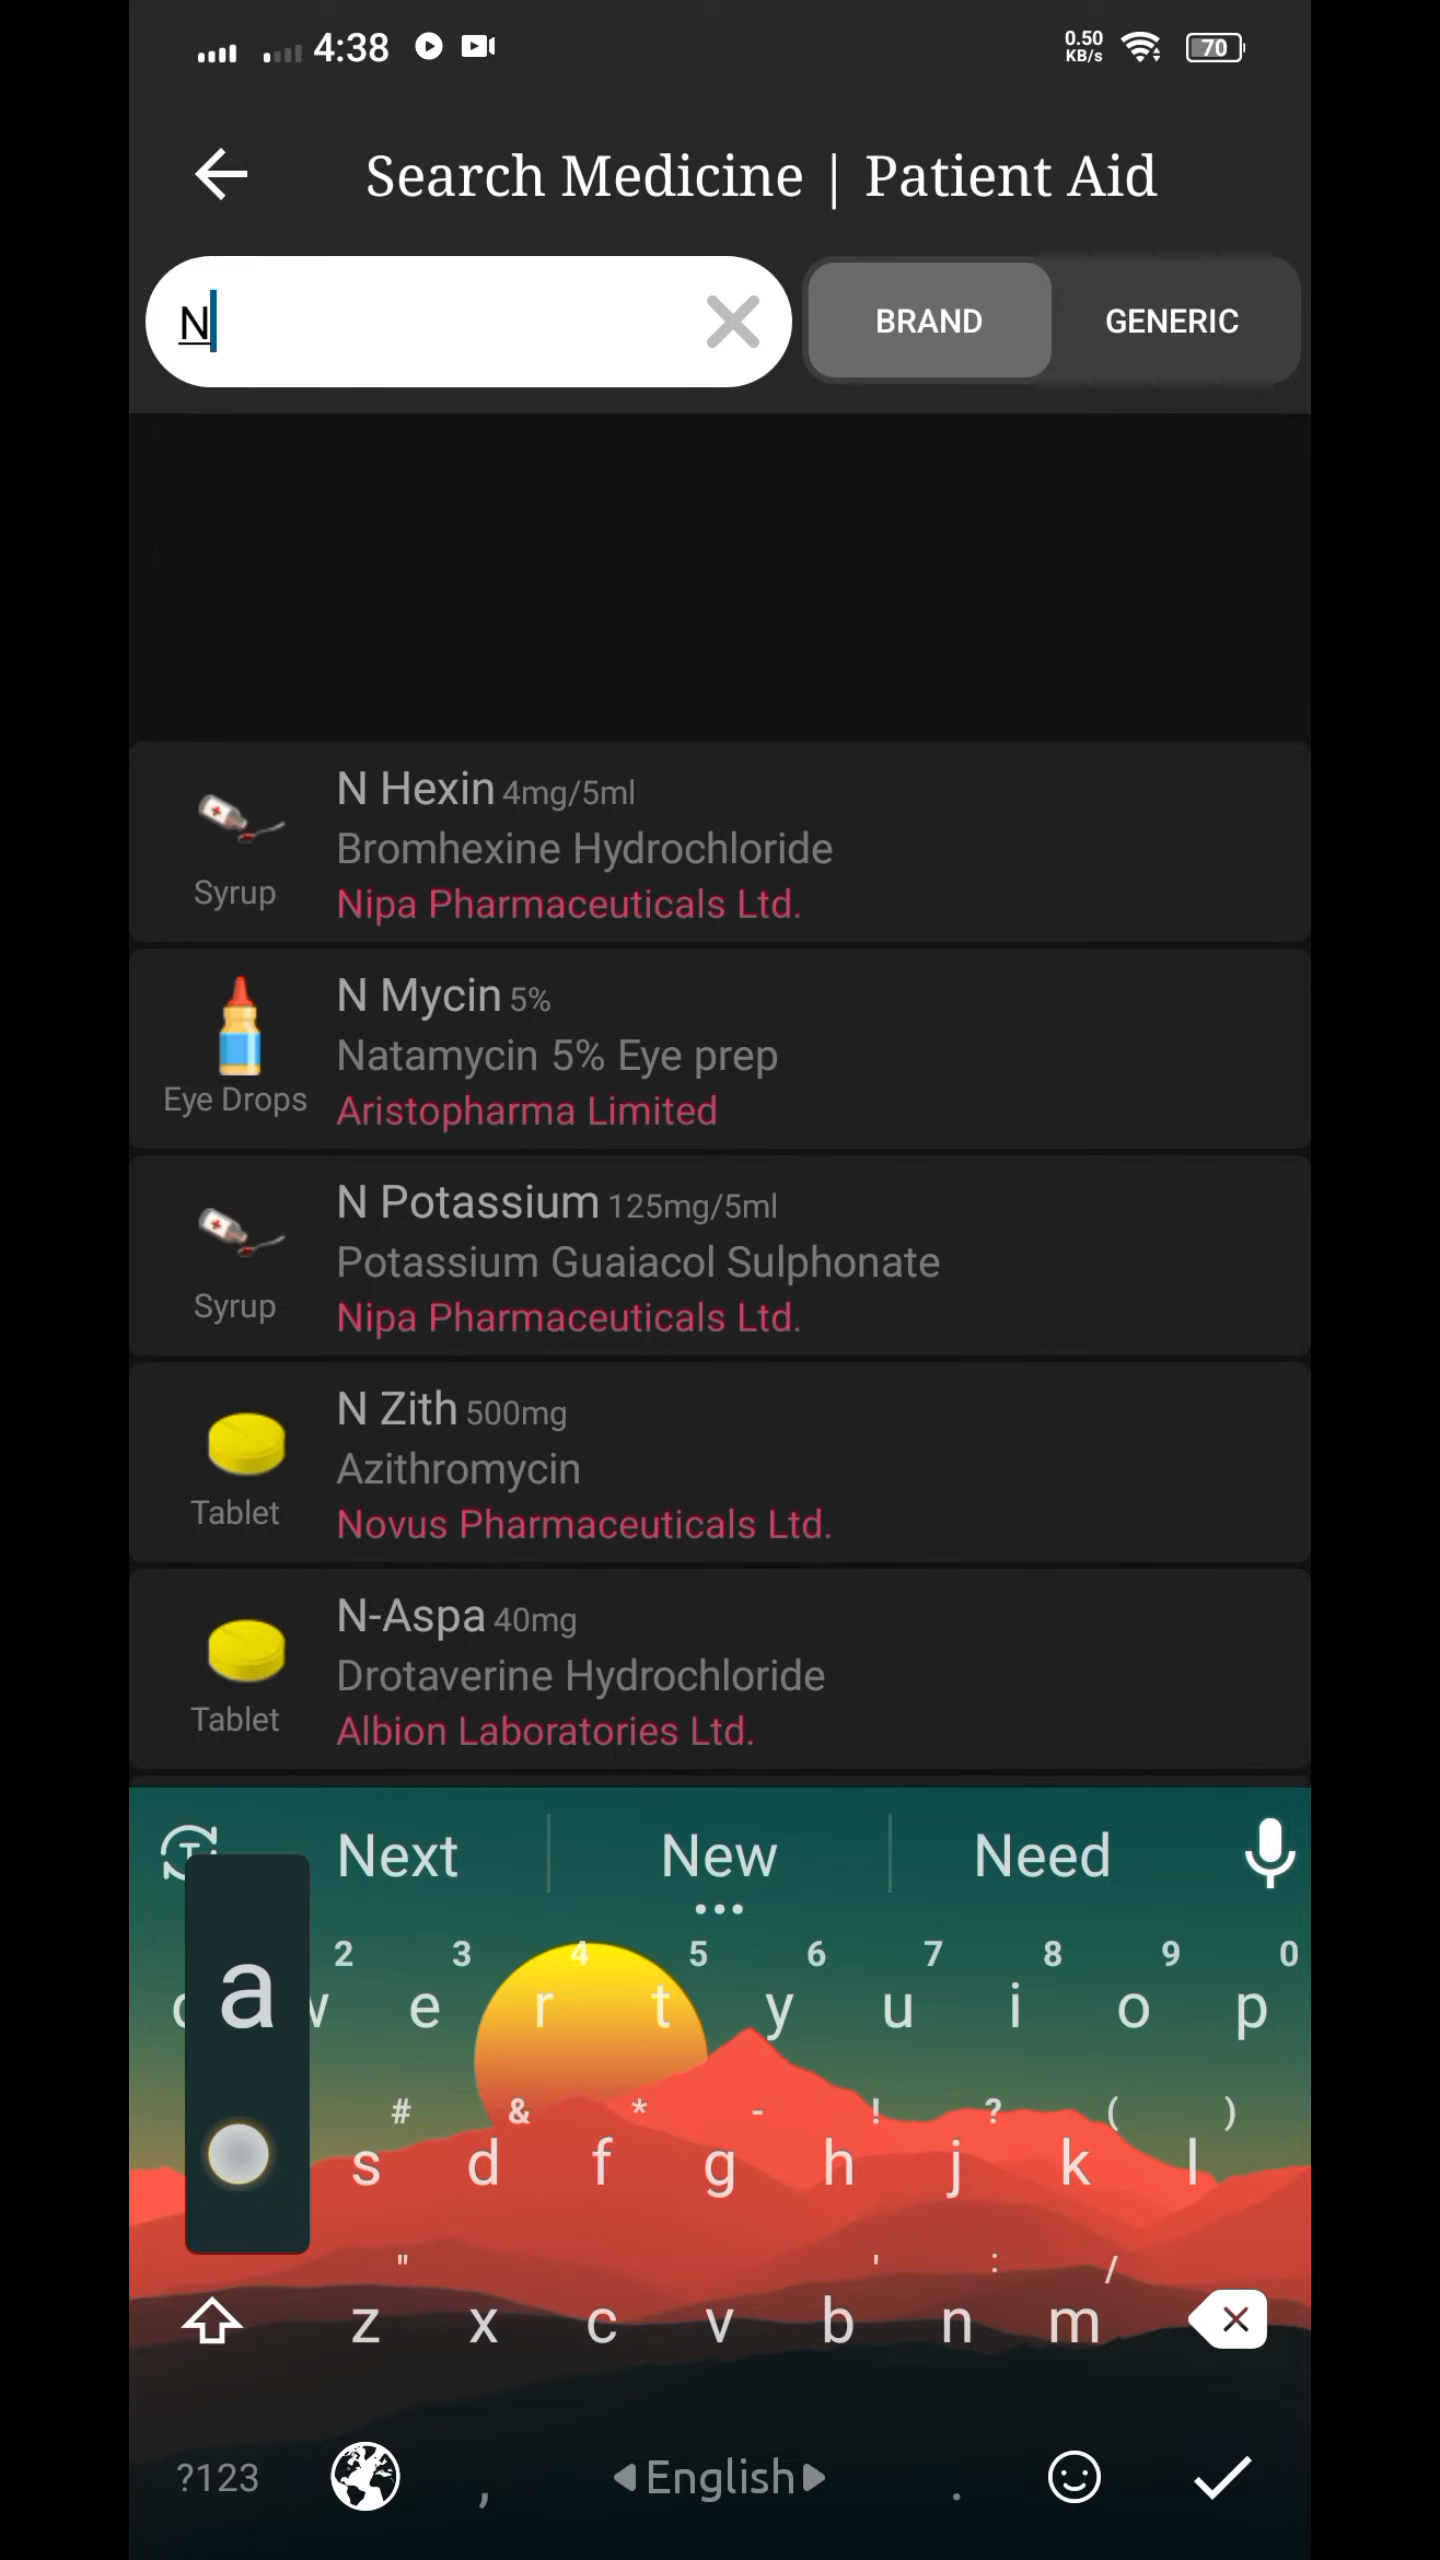 4:38 0.50 KB/s 70
Search Medicine | Patient Aid
N BRAND GENERIC
N Hexin 4mg/5ml
Bromhexine Hydrochloride
Syrup
Nipa Pharmaceuticals Ltd.
N Mycin 5%
Natamycin 5% Eye prep
Eye Drops
Aristopharma Limited
N Potassium 125mg/5ml
Potassium Guaiacol Sulphonate
Syrup
Nipa Pharmaceuticals Ltd.
N Zith 500mg
Azithromycin
Tablet
Novus Pharmaceuticals Ltd.
N-Aspa 40mg
Drotaverine Hydrochloride
Tablet
Albion Laboratories Ltd.
Next New Need
2 3 4 5 6 7 8 9 0
a e r t y u i o p
# & * - ! ? ( )
s d f g h j k l
" ' : /
z x c v b n m
?123 , English .